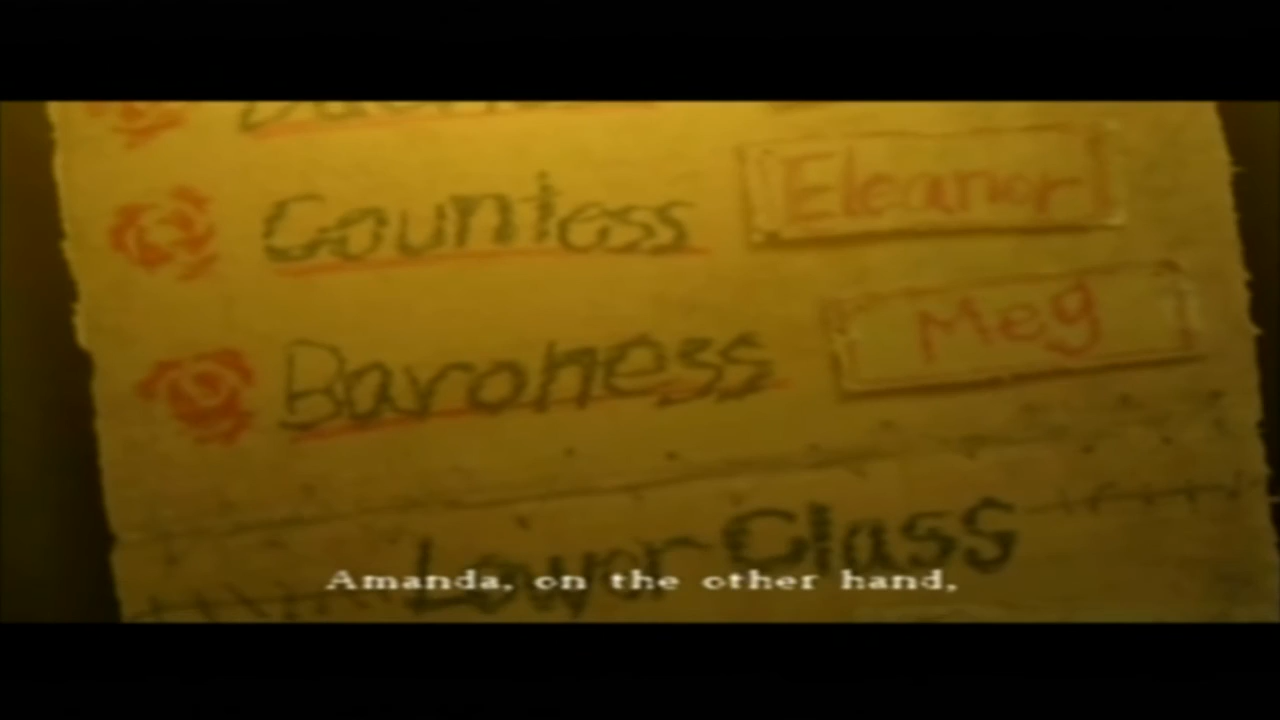 Countess Eleanor
Baroness Meg
Lower Class
Amanda, on the other hand,